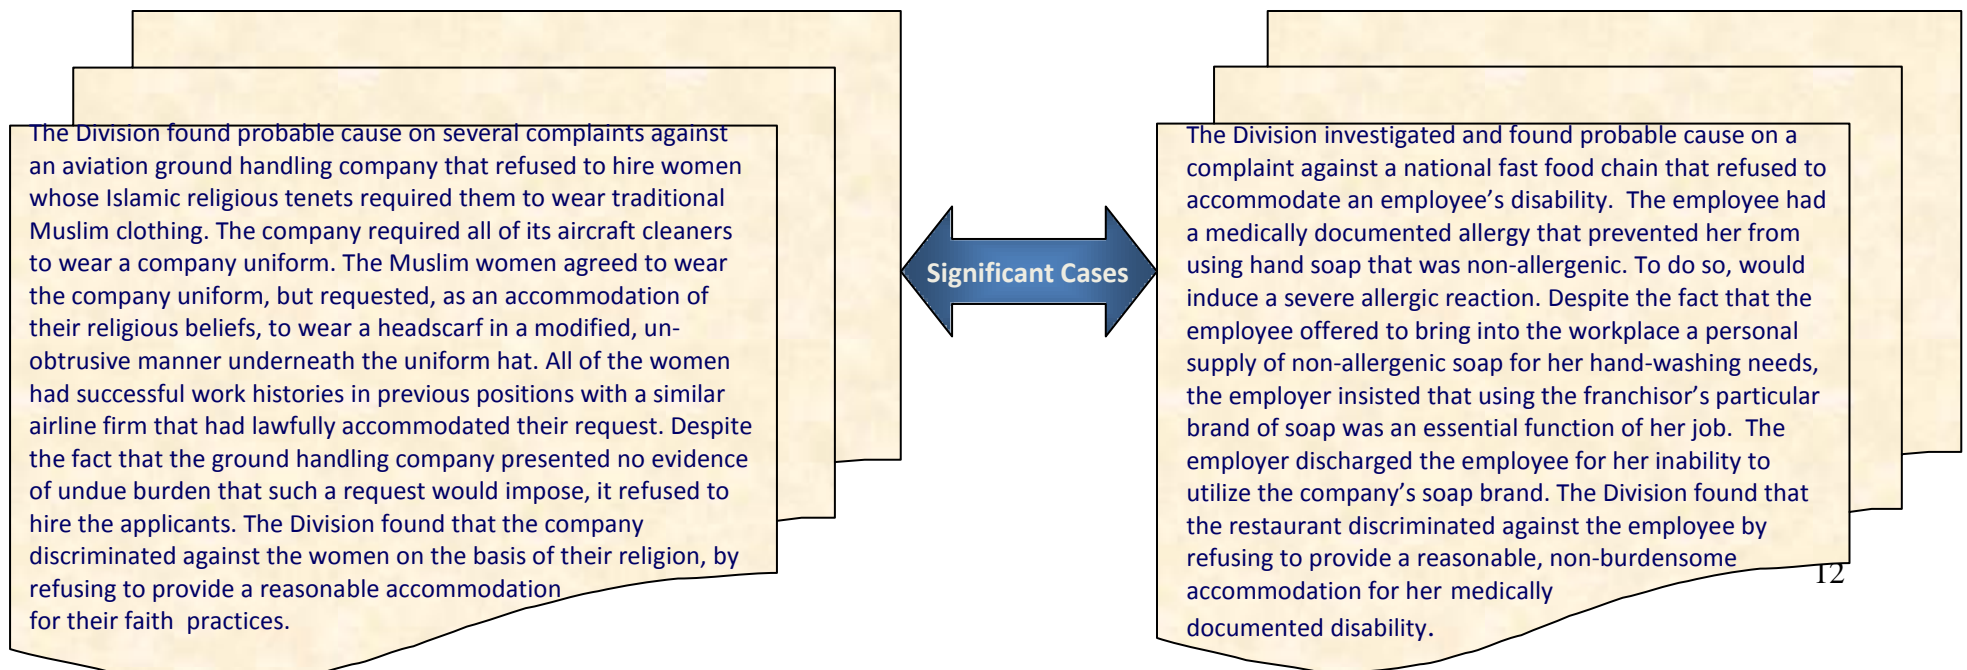 The Division found probable cause on several complaints against
an aviation ground handling company that refused to hire women
whose Islamic religious tenets required them to wear traditional
Muslim clothing. The company required all of its aircraft cleaners
to wear a company uniform. The Muslim women agreed to wear
the company uniform, but requested, as an accommodation of
their religious beliefs, to wear a headscarf in a modified, un-
obtrusive manner underneath the uniform hat. All of the women
had successful work histories in previous positions with a similar
airline firm that had lawfully accommodated their request. Despite
the fact that the ground handling company presented no evidence
of undue burden that such a request would impose, it refused to
hire the applicants. The Division found that the company
discriminated against the women on the basis of their religion, by
refusing to provide a reasonable accommodation
for their faith practices.
Significant Cases
The Division investigated and found probable cause on a
complaint against a national fast food chain that refused to
accommodate an employee’s disability. The employee had
a medically documented allergy that prevented her from
using hand soap that was non-allergenic. To do so, would
induce a severe allergic reaction. Despite the fact that the
employee offered to bring into the workplace a personal
supply of non-allergenic soap for her hand-washing needs,
the employer insisted that using the franchisor’s particular
brand of soap was an essential function of her job. The
employer discharged the employee for her inability to
utilize the company’s soap brand. The Division found that
the restaurant discriminated against the employee by
refusing to provide a reasonable, non-burdensome
accommodation for her medically
documented disability.
12